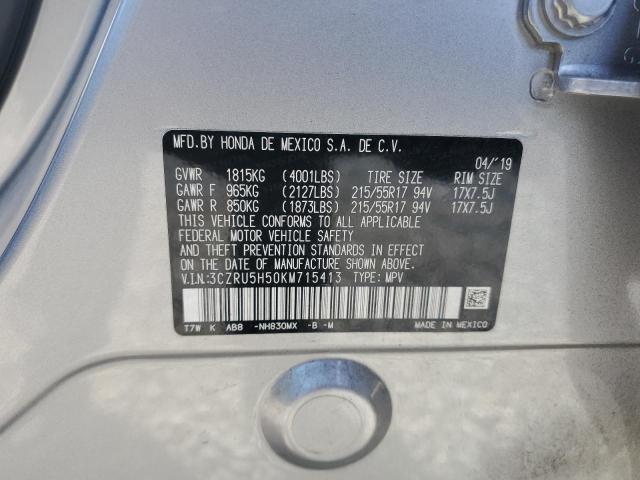 MFD.BY HONDA DE MEXICO S.A. DE C.V.
04/'19
GVWR 1815KG (4001LBS) TIRE SIZE RIM SIZE
GAWR F 965KG (2127LBS) 215/55R17 94V 17X7.5J
GAWR R 850KG (1873LBS) 215/55R17 94V 17X7.5J
THIS VEHICLE CONFORMS TO ALL APPLICABLE
FEDERAL MOTOR VEHICLE SAFETY
AND THEFT PREVENTION STANDARDS IN EFFECT
ON THE DATE OF MANUFACTURE SHOWN ABOVE.
V.I.N:3CZRU5H50KM715413 TYPE: MPV
T7W K AB8 -NH830MX -B -M MADE IN MEXICO